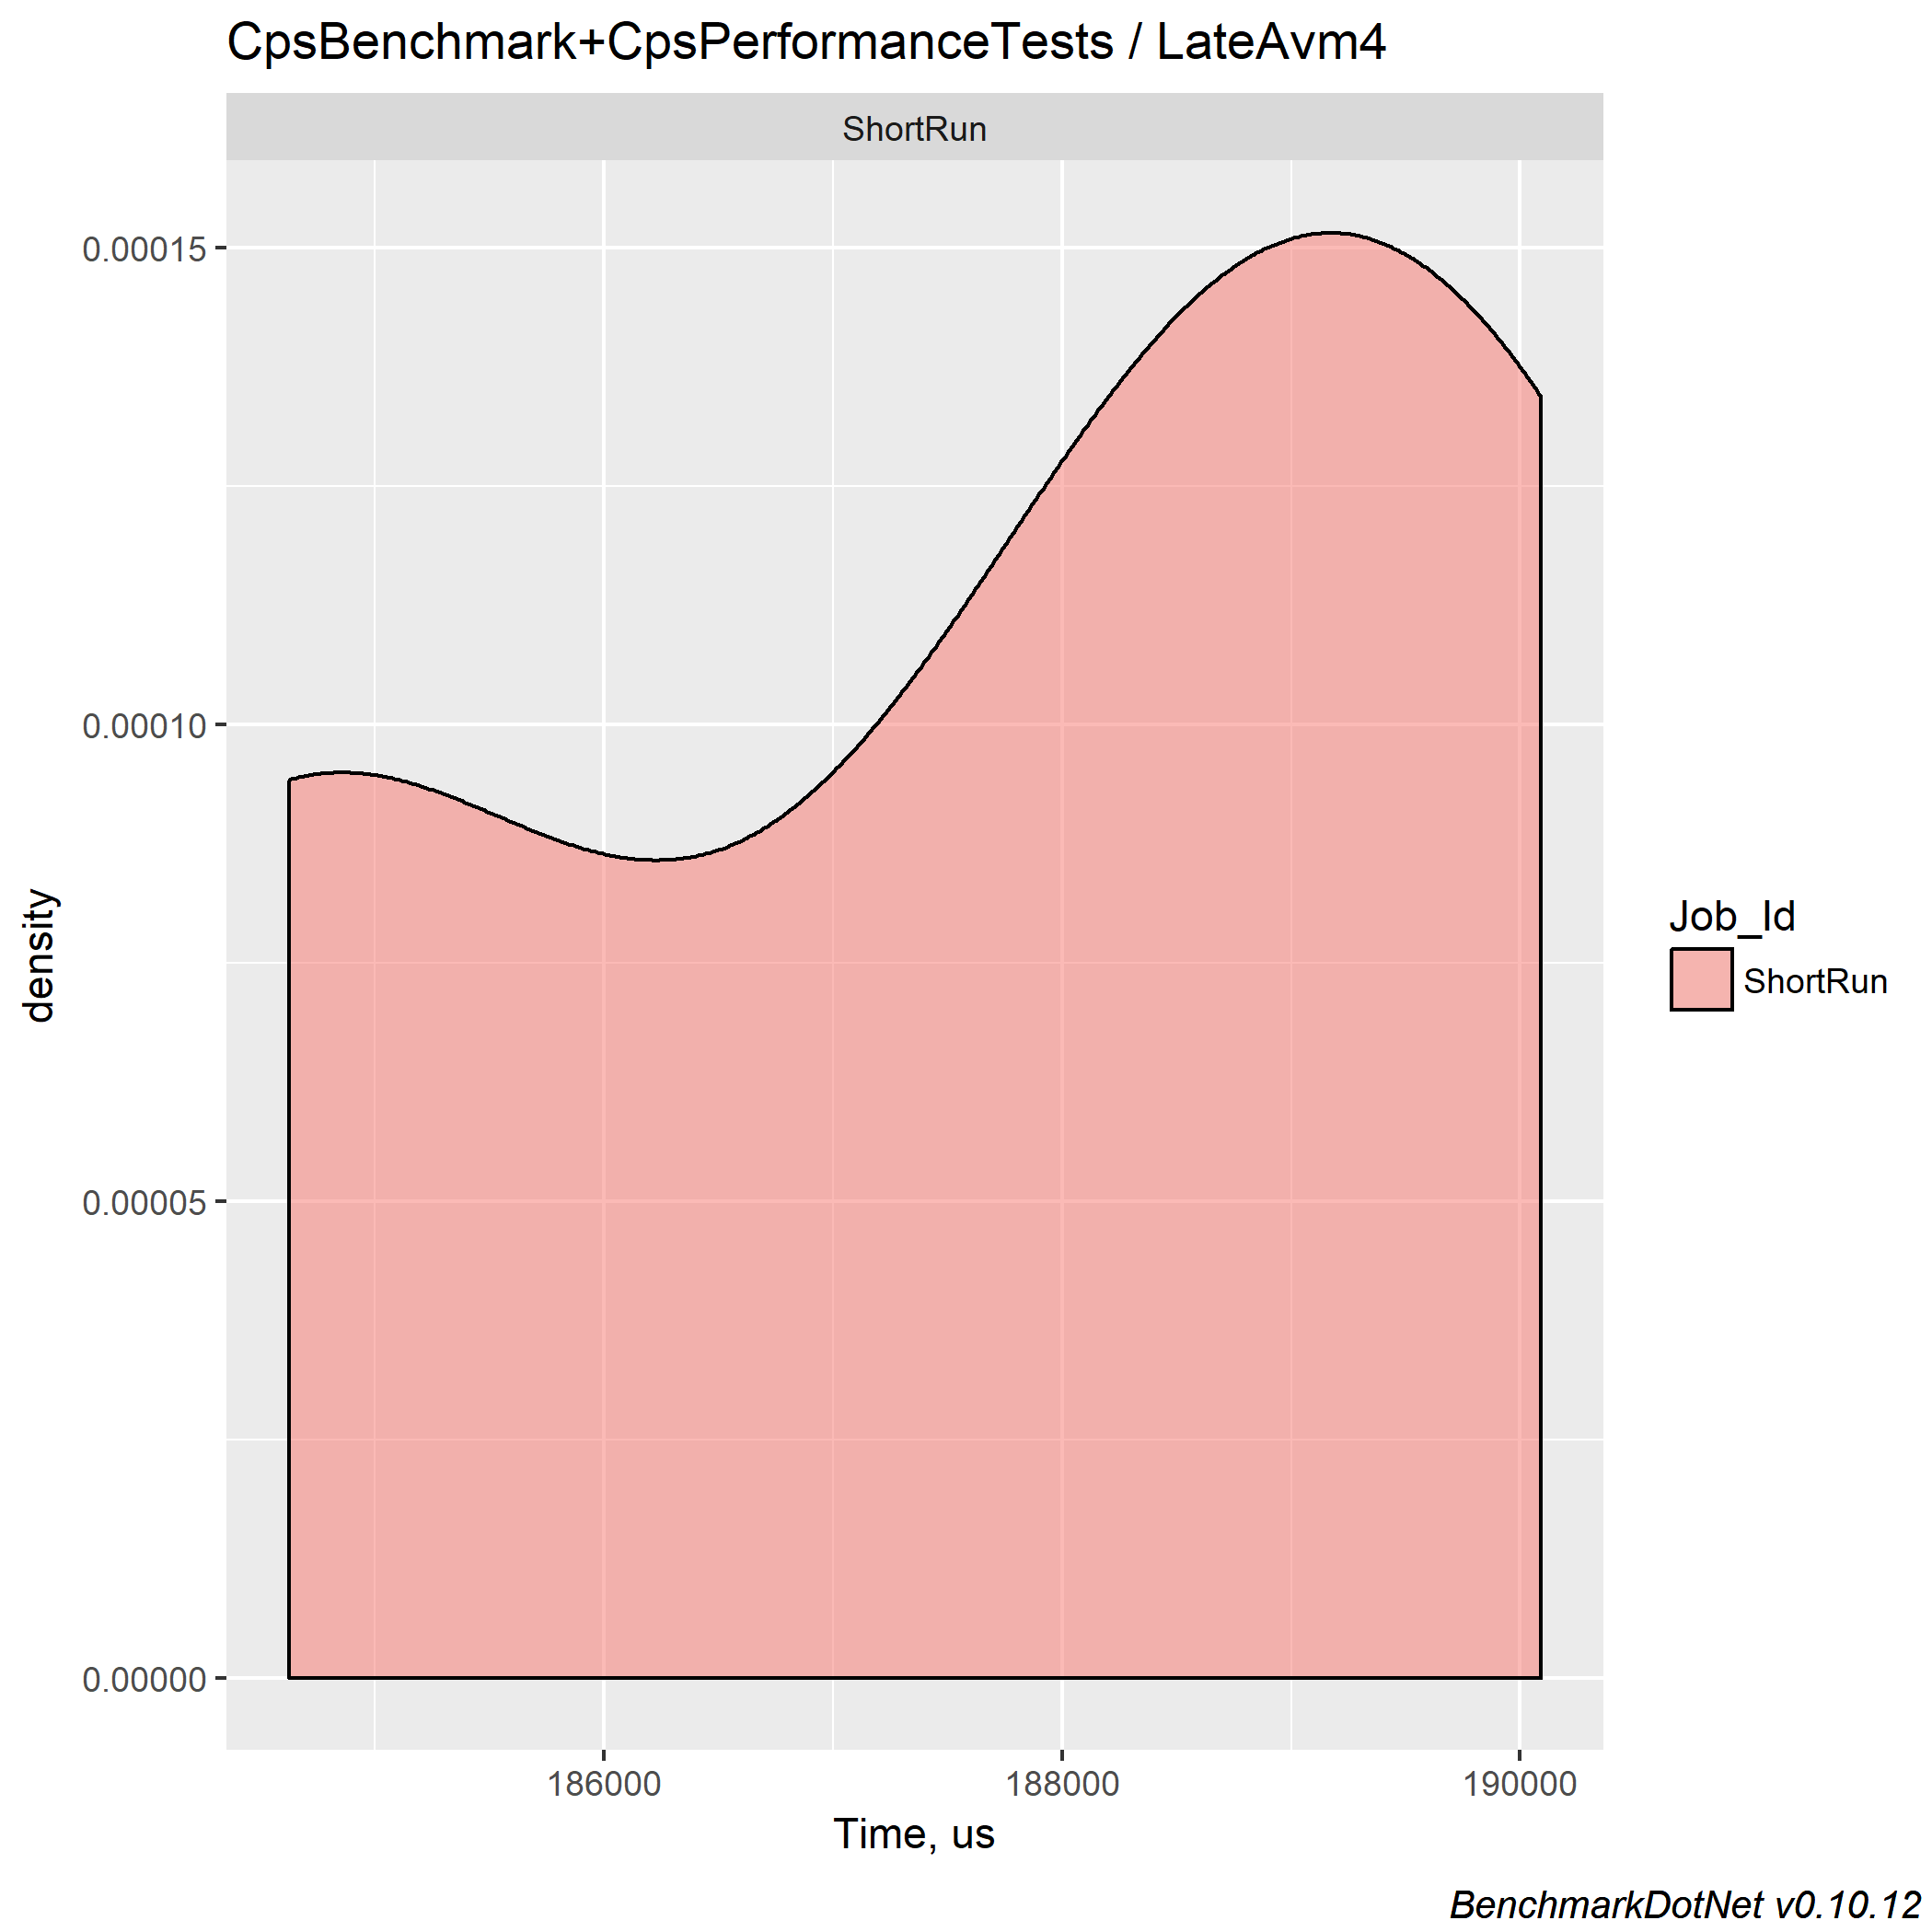 CpsBenchmark+CpsPerformanceTests / LateAvm4
ShortRun
0.00015
0.00010
0.00005
0.00000
density
186000 188000 190000
Time, us
Job_Id
ShortRun
BenchmarkDotNet v0.10.12